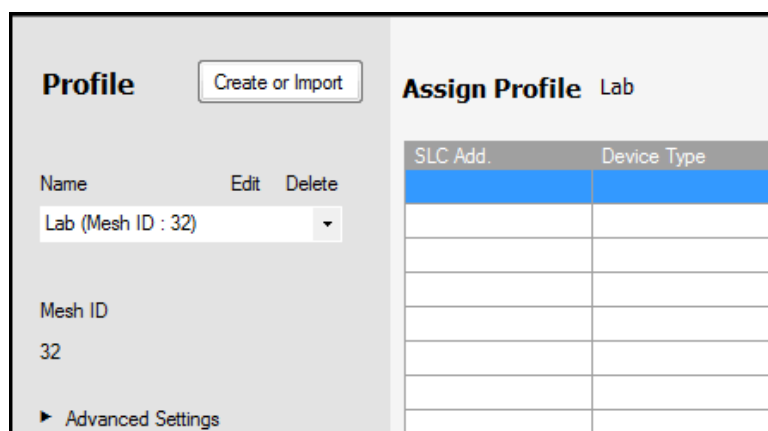 Profile
Create or Import
Name Edit Delete
Lab (Mesh ID : 32)
Mesh ID
32
Advanced Settings
Assign Profile Lab
SLC Add. Device Type